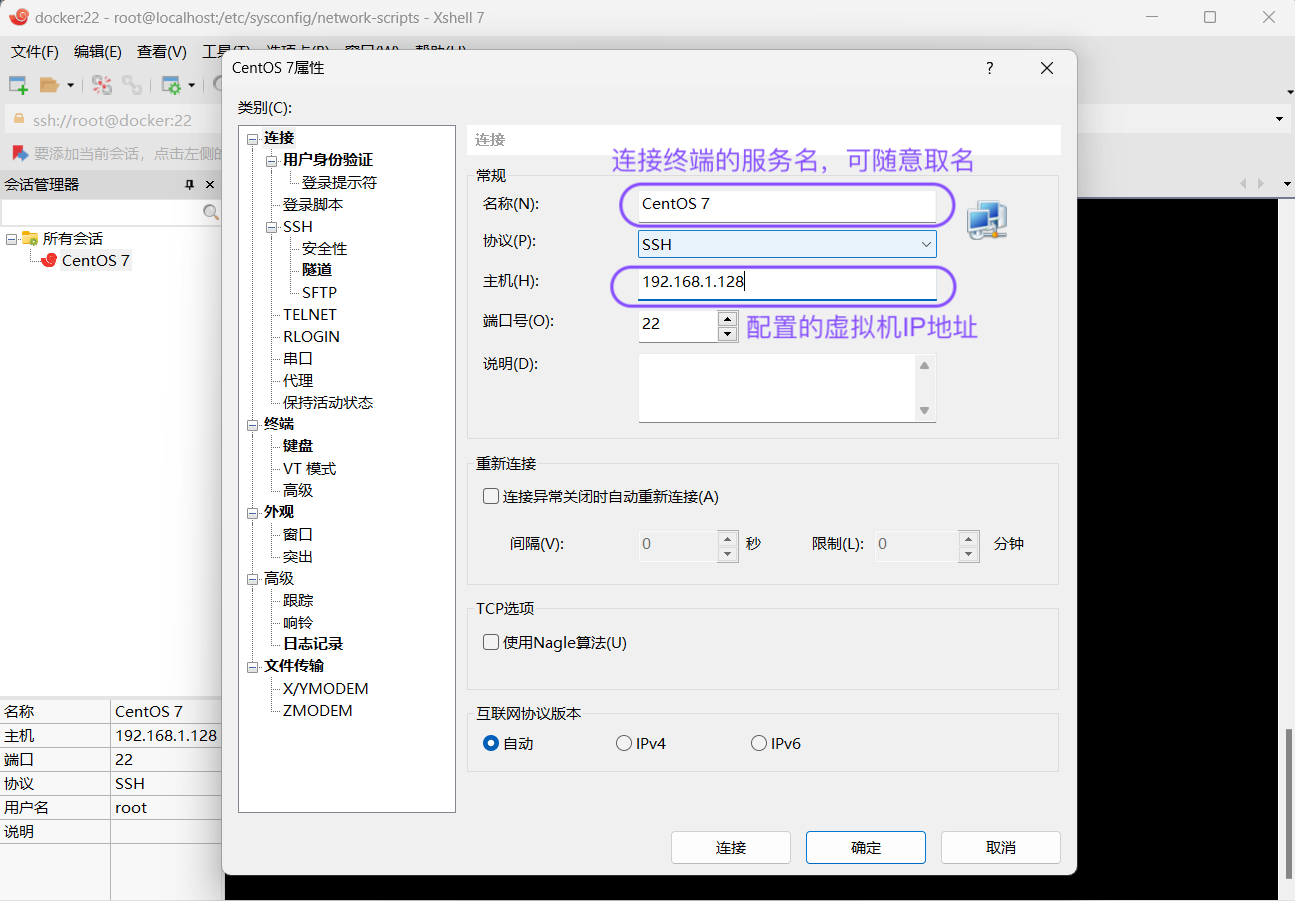 docker:22 - root@localhost:/etc/sysconfig/network-scripts - Xshell 7
文件(F) 编辑(E) 查看(V) 工具(T) 选项卡(B) 窗口(W) 帮助(H)
ssh://root@docker:22
要添加当前会话，点击左侧的
会话管理器
所有会话
CentOS 7
名称 CentOS 7
主机 192.168.1.128
端口 22
协议 SSH
用户名 root
说明
CentOS 7属性 ?
类别(C):
连接
用户身份验证
登录提示符
登录脚本
SSH
安全性
隧道
SFTP
TELNET
RLOGIN
串口
代理
保持活动状态
终端
键盘
VT 模式
高级
外观
窗口
突出
高级
跟踪
响铃
日志记录
文件传输
X/YMODEM
ZMODEM
连接
连接终端的服务名，可随意取名
常规
名称(N): CentOS 7
协议(P): SSH
主机(H): 192.168.1.128
端口号(O): 22
配置的虚拟机IP地址
说明(D):
重新连接
连接异常关闭时自动重新连接(A)
间隔(V): 0 秒 限制(L): 0 分钟
TCP选项
使用Nagle算法(U)
互联网协议版本
自动 IPv4 IPv6
连接 确定 取消